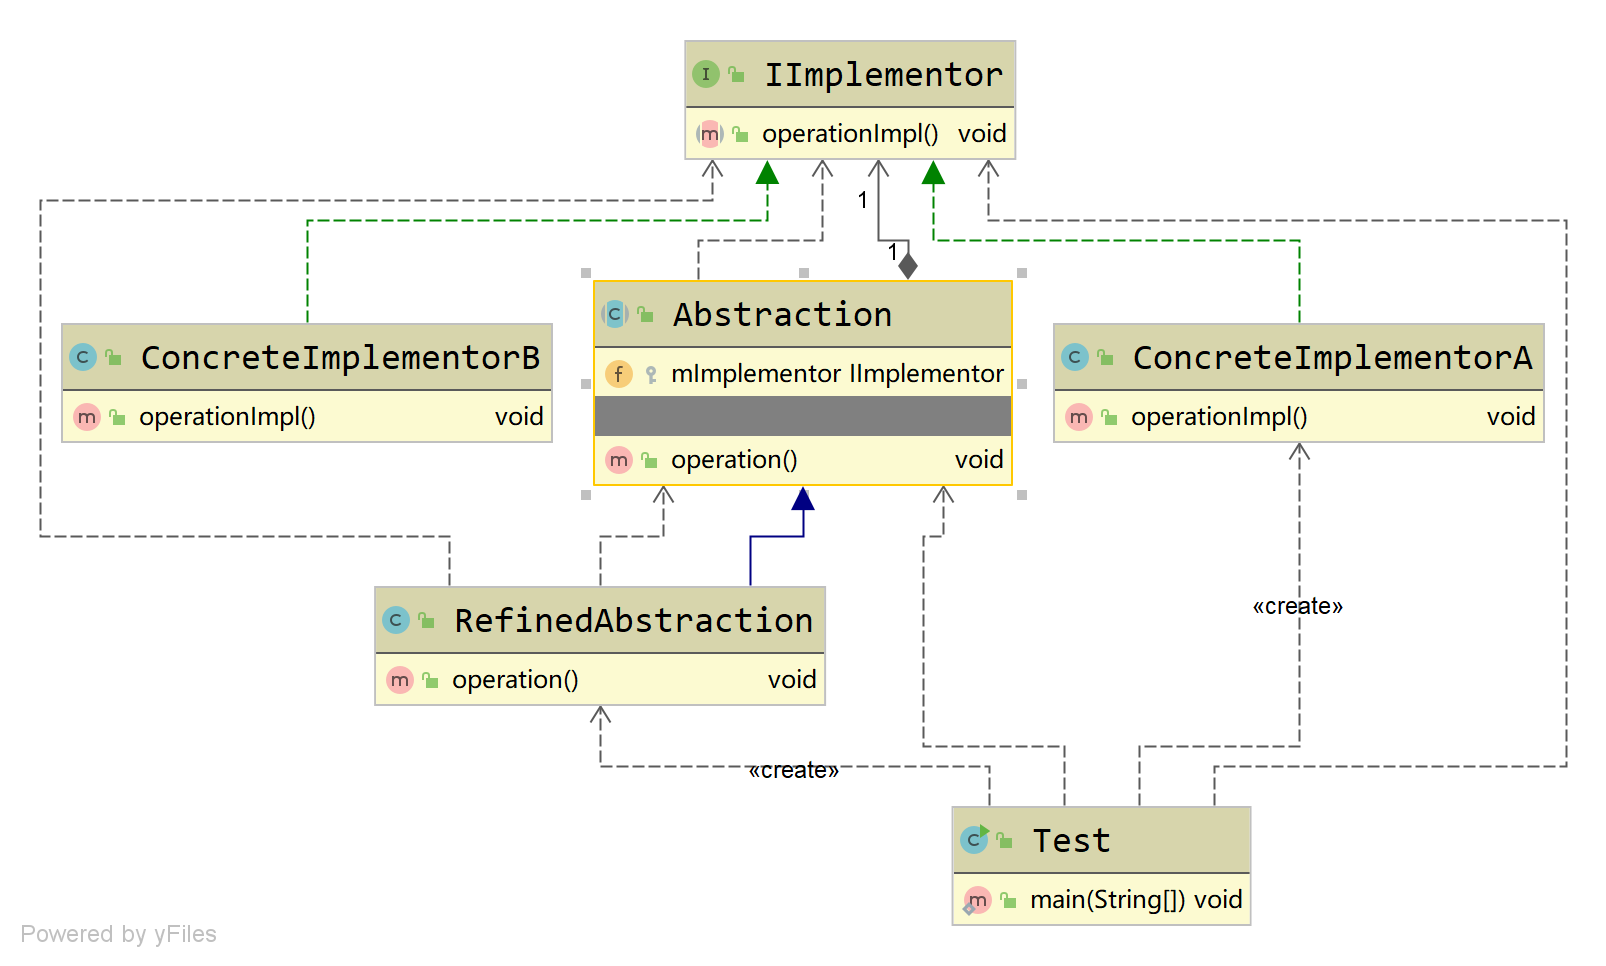 IImplementor
operationImpl() void
1
1
Abstraction
mImplementor IImplementor
operation() void
ConcreteImplementorB
operationImpl() void
ConcreteImplementorA
operationImpl() void
RefinedAbstraction
operation() void
«create»
«create»
Test
main(String[]) void
Powered by yFiles